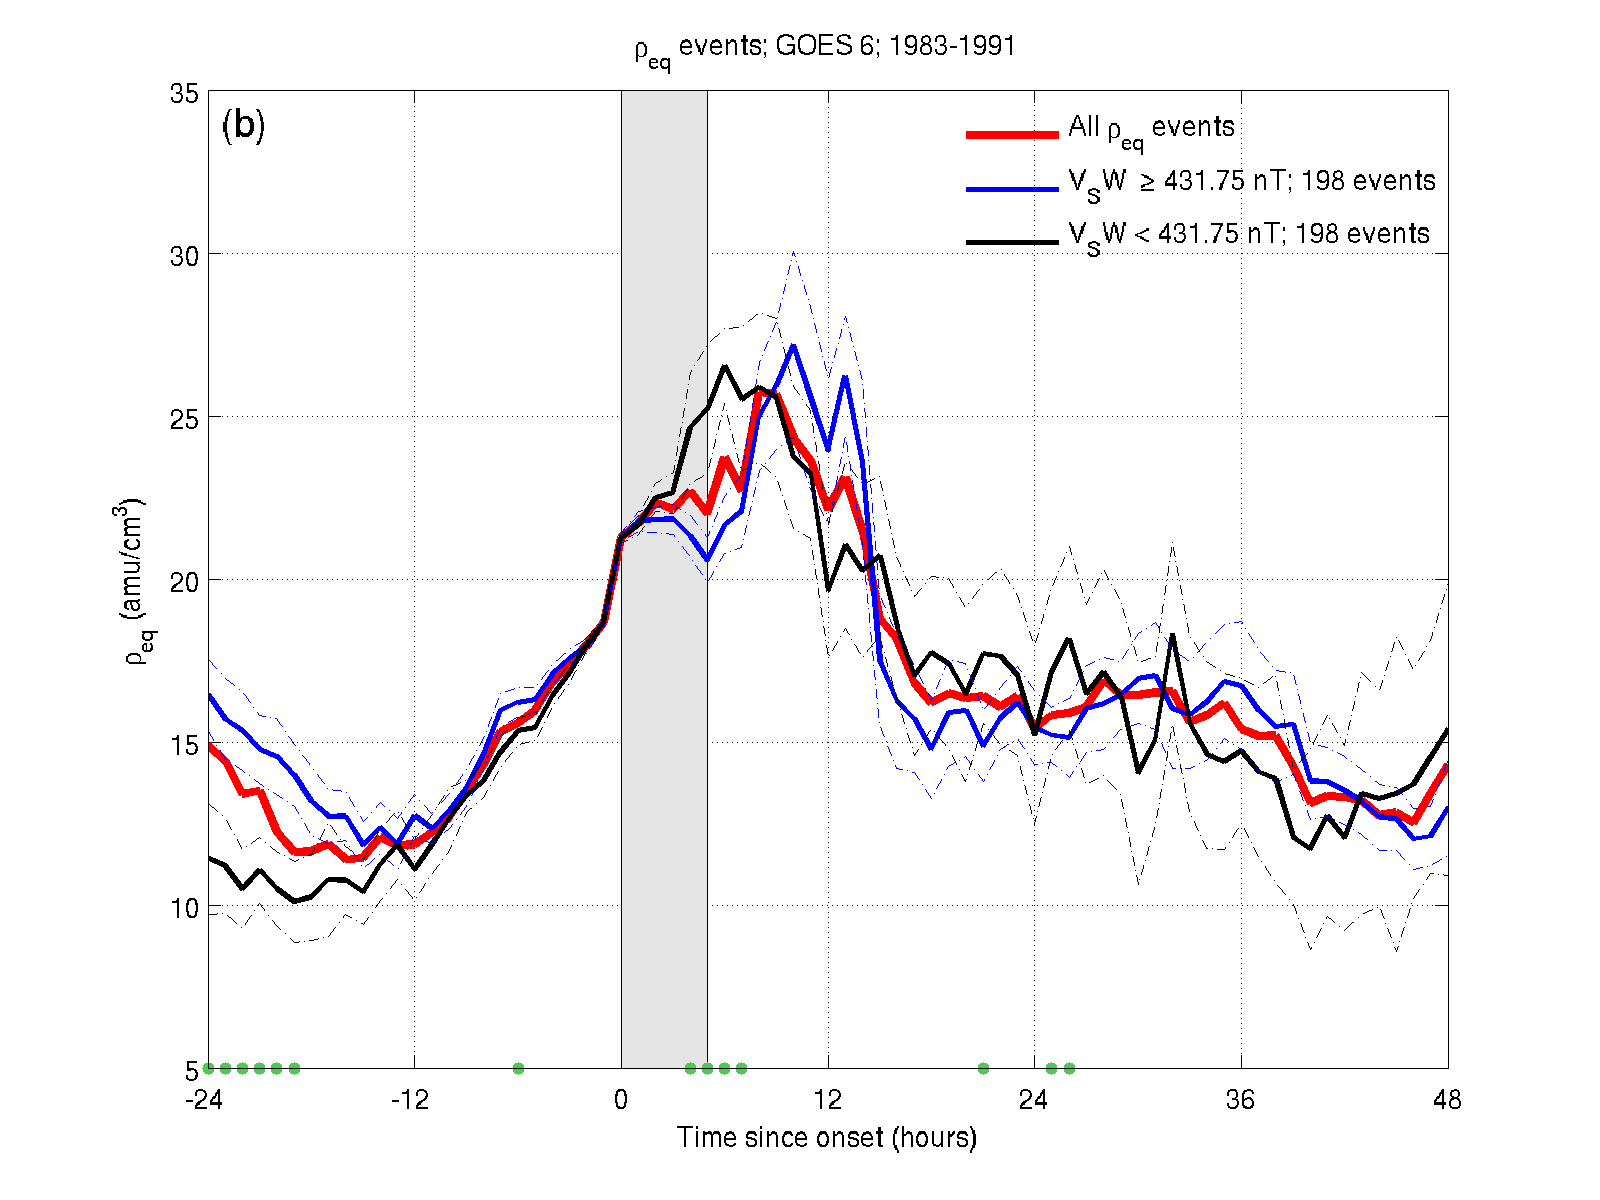 ρeq events; GOES 6; 1983-1991
(b)
All ρeq events
VSW ≥ 431.75 nT; 198 events
VSW < 431.75 nT; 198 events
35
30
25
20
15
10
5
ρeq (amu/cm3)
-24 -12 0 12 24 36 48
Time since onset (hours)